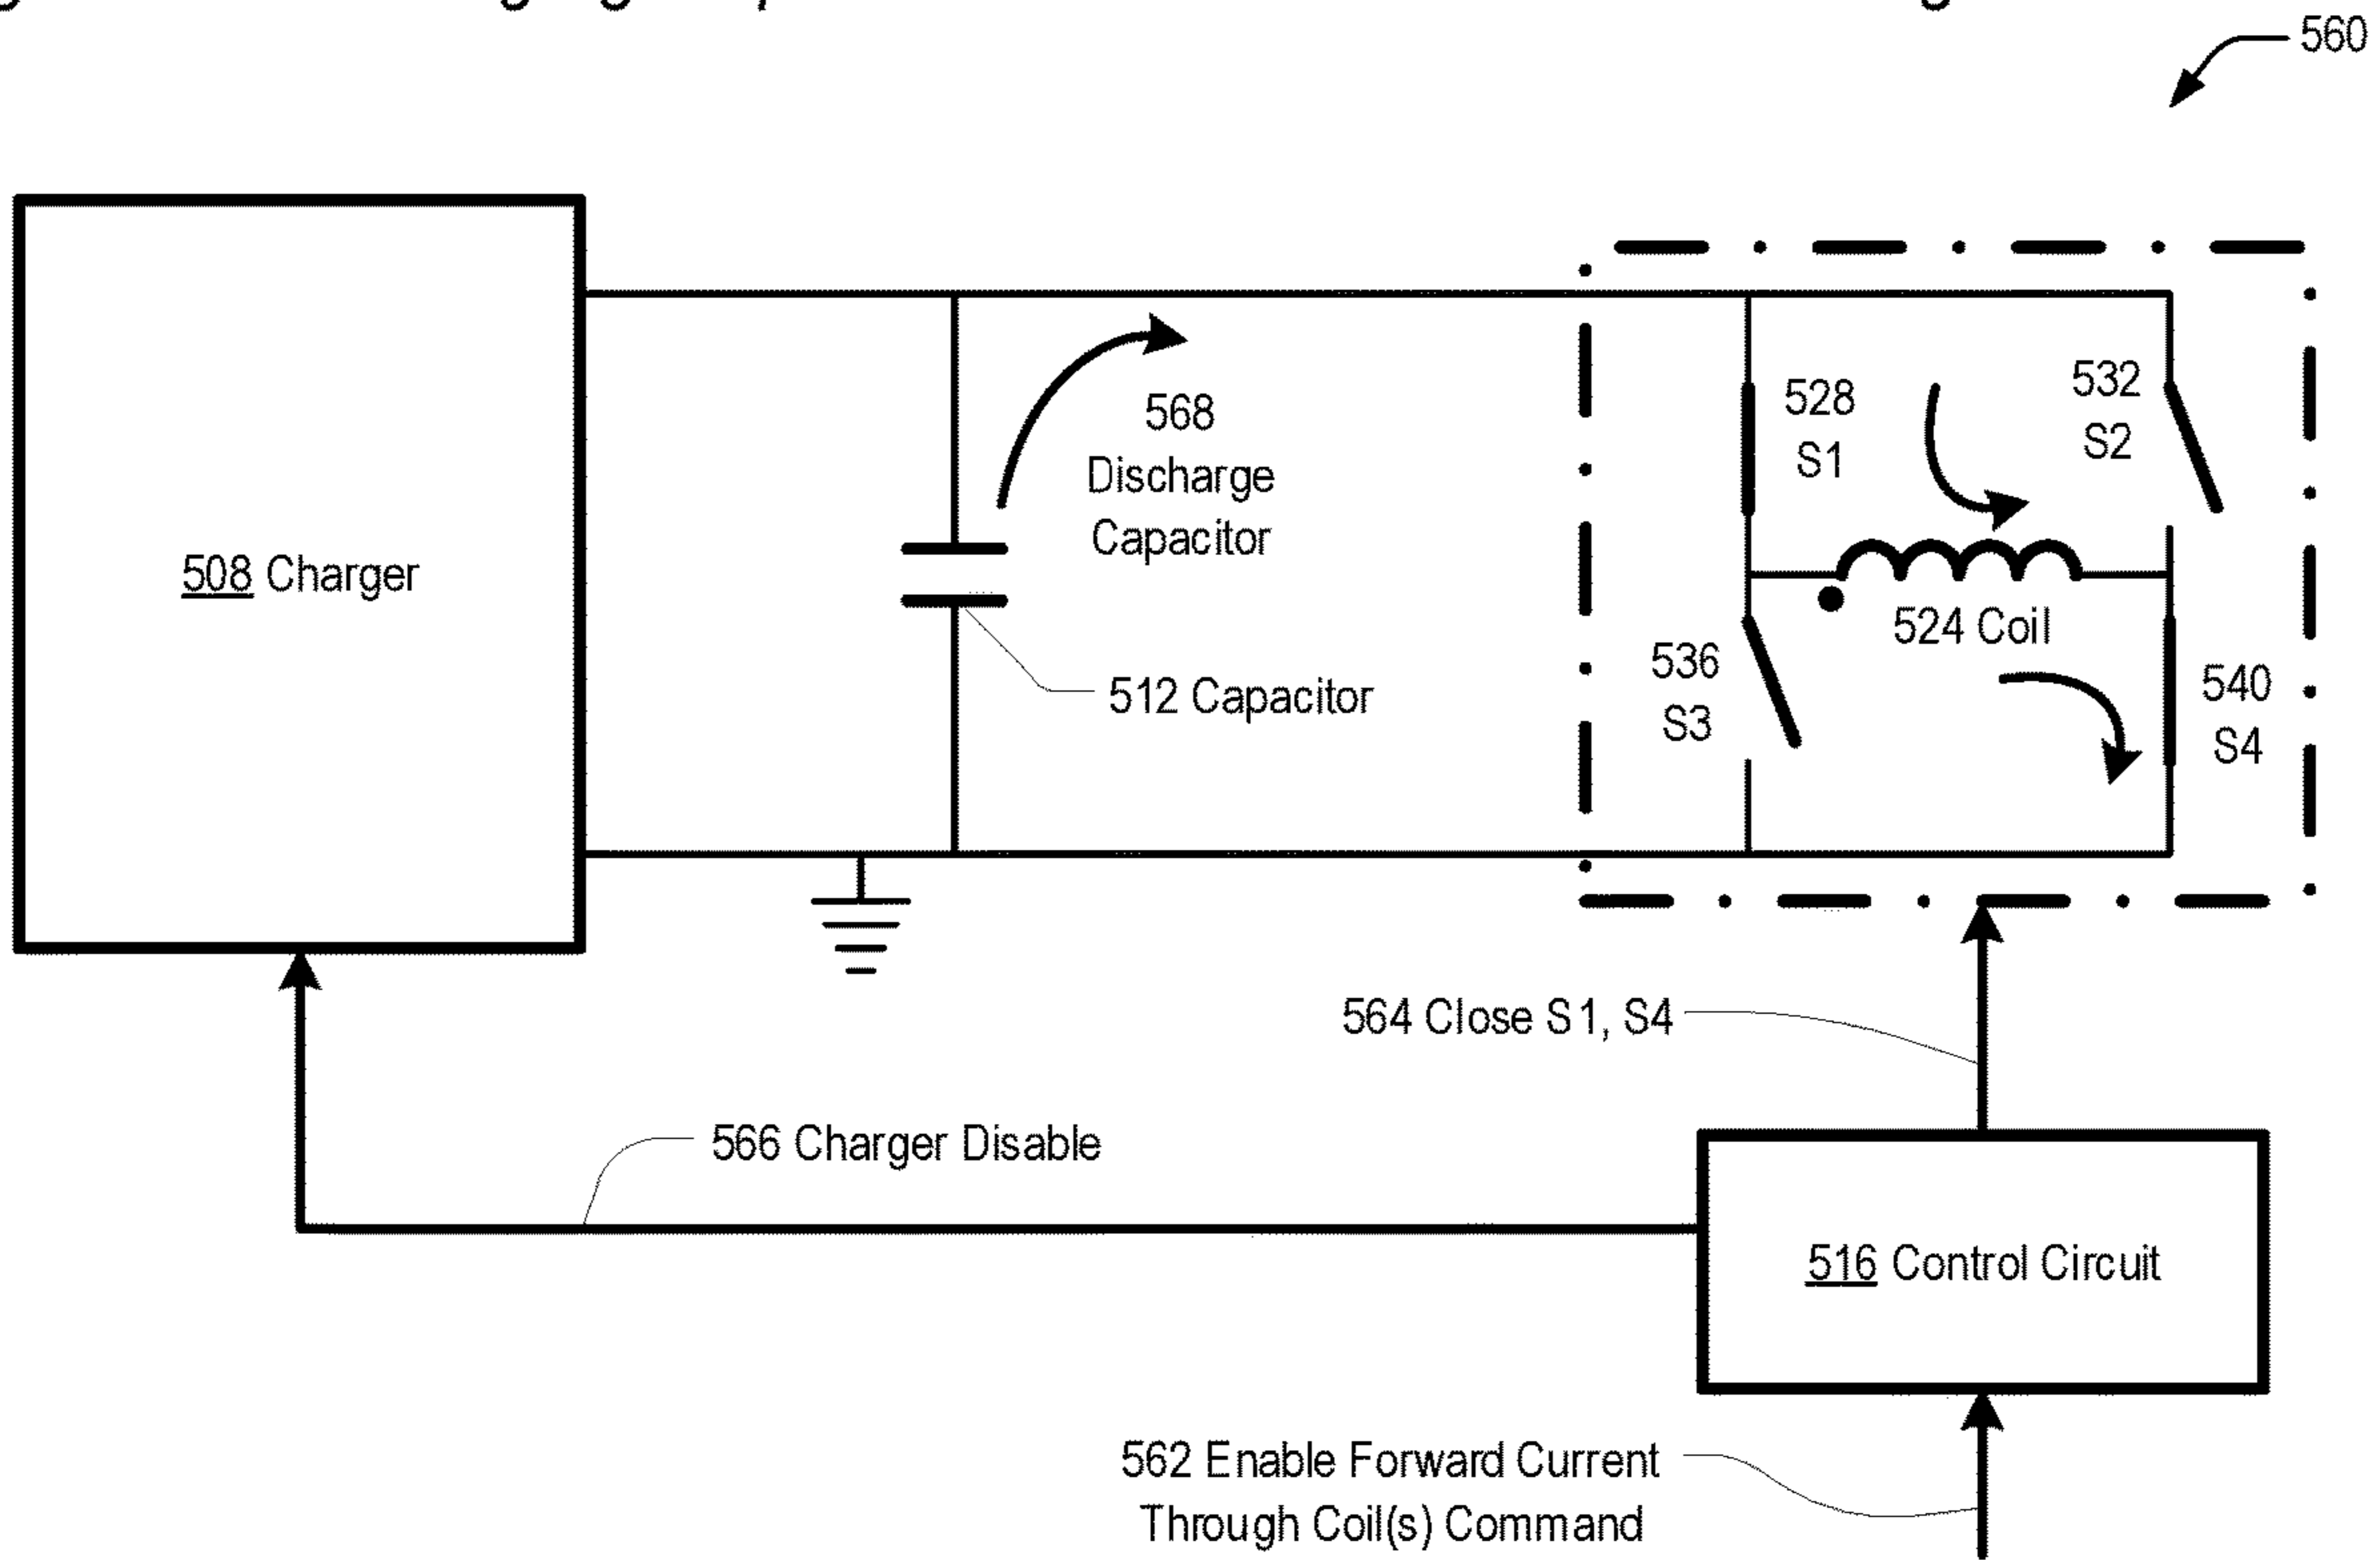 560
532
S2
528
S1
568
Discharge
Capacitor
508 Charger
524 Coil
536
S3
540
S4
512 Capacitor
564 Close S1, S4
566 Charger Disable
516 Control Circuit
562 Enable Forward Current
Through Coil(s) Command